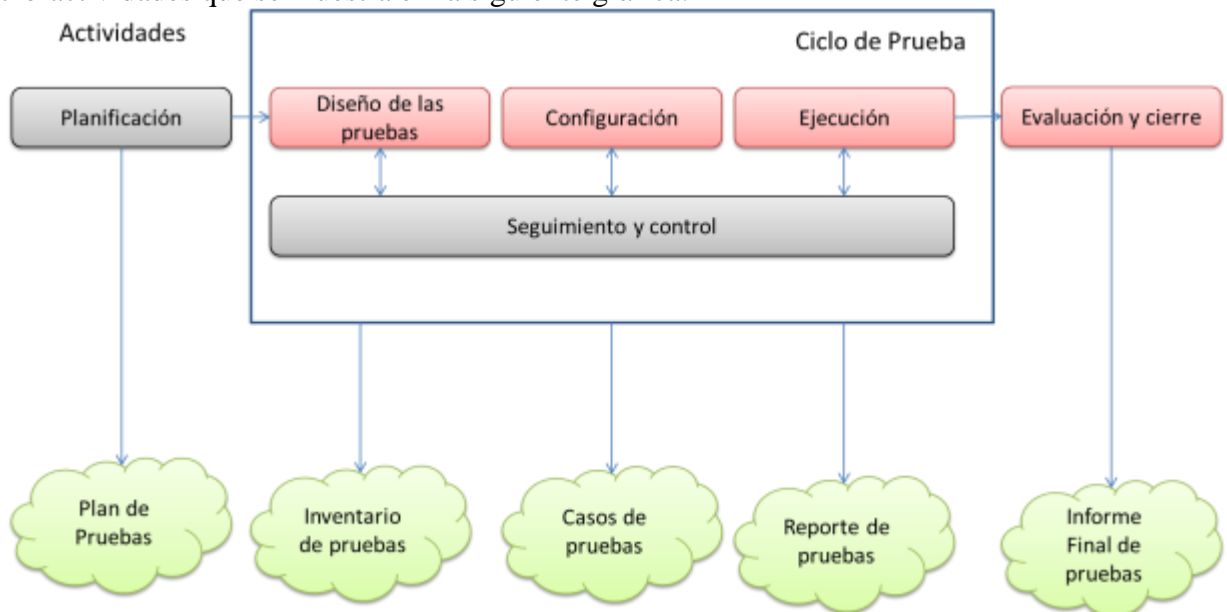 Actividades
Ciclo de Prueba
Planificación
Diseño de las
pruebas
Configuración
Ejecución
Evaluación y cierre
Seguimiento y control
Plan de
Pruebas
Inventario
de pruebas
Casos de
pruebas
Reporte de
pruebas
Informe
Final de
pruebas